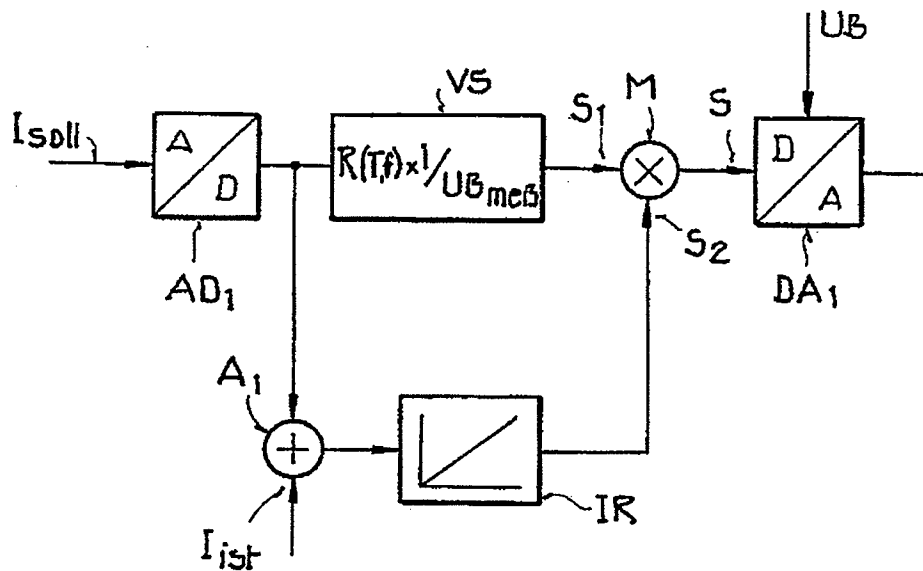 UB
VS
M
Isoll
A
D
R(T,f)×1/UBmeß
S1
S
D
A
S2
AD1
DA1
A1
+
IR
Iist